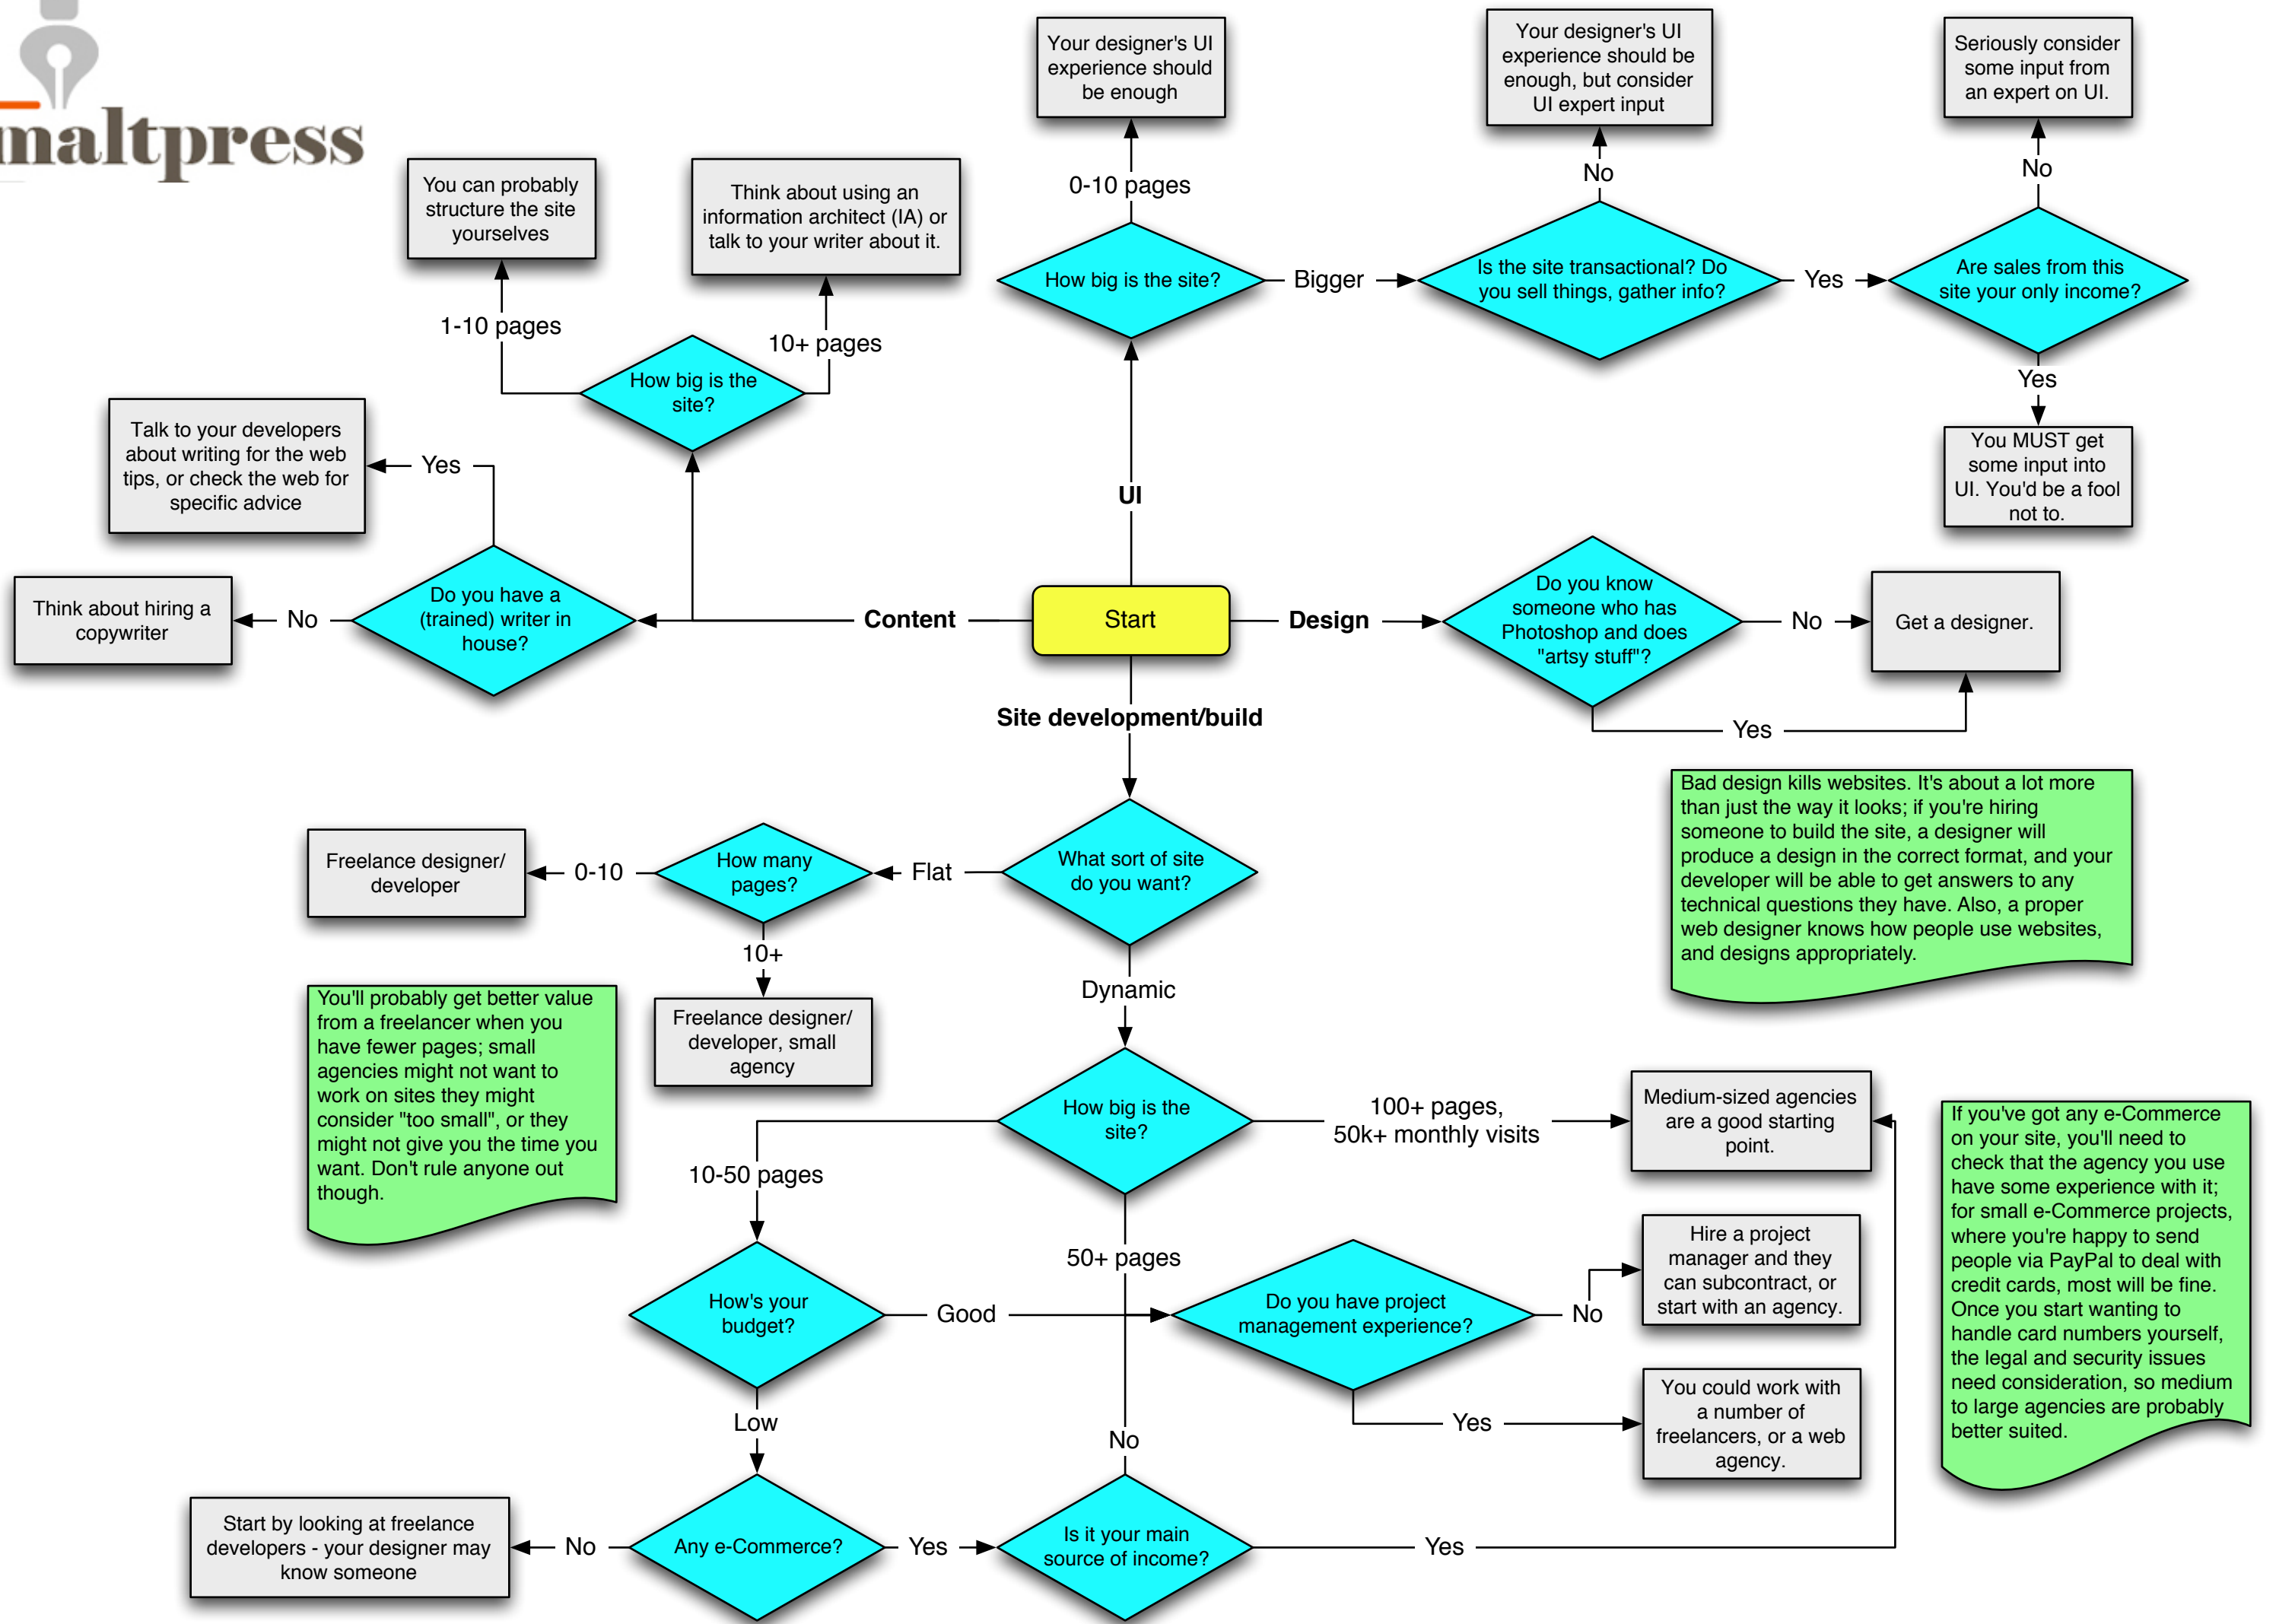 maltpress
Your designer's UI
experience should
be enough
Your designer's UI
experience should be
enough, but consider
UI expert input
Seriously consider
some input from
an expert on UI.
You can probably
structure the site
yourselves
Think about using an
information architect (IA) or
talk to your writer about it.
0-10 pages
No
No
How big is the site?
Bigger
Is the site transactional? Do
you sell things, gather info?
Yes
Are sales from this
site your only income?
1-10 pages
10+ pages
How big is the
site?
Yes
You MUST get
some input into
UI. You'd be a fool
not to.
Talk to your developers
about writing for the web
tips, or check the web for
specific advice
Yes
UI
Think about hiring a
copywriter
No
Do you have a
(trained) writer in
house?
Content
Start
Design
Do you know
someone who has
Photoshop and does
"artsy stuff"?
No
Get a designer.
Yes
Site development/build
Bad design kills websites. It's about a lot more
than just the way it looks; if you're hiring
someone to build the site, a designer will
produce a design in the correct format, and your
developer will be able to get answers to any
technical questions they have. Also, a proper
web designer knows how people use websites,
and designs appropriately.
Freelance designer/
developer
0-10
How many
pages?
Flat
What sort of site
do you want?
10+
Freelance designer/
developer, small
agency
Dynamic
You'll probably get better value
from a freelancer when you
have fewer pages; small
agencies might not want to
work on sites they might
consider "too small", or they
might not give you the time you
want. Don't rule anyone out
though.
How big is the
site?
100+ pages,
50k+ monthly visits
Medium-sized agencies
are a good starting
point.
If you've got any e-Commerce
on your site, you'll need to
check that the agency you use
have some experience with it;
for small e-Commerce projects,
where you're happy to send
people via PayPal to deal with
credit cards, most will be fine.
Once you start wanting to
handle card numbers yourself,
the legal and security issues
need consideration, so medium
to large agencies are probably
better suited.
10-50 pages
50+ pages
Hire a project
manager and they
can subcontract, or
start with an agency.
How's your
budget?
Good
Do you have project
management experience?
No
You could work with
a number of
freelancers, or a web
agency.
Low
Yes
No
Start by looking at freelance
developers - your designer may
know someone
No
Any e-Commerce?
Yes
Is it your main
source of income?
Yes